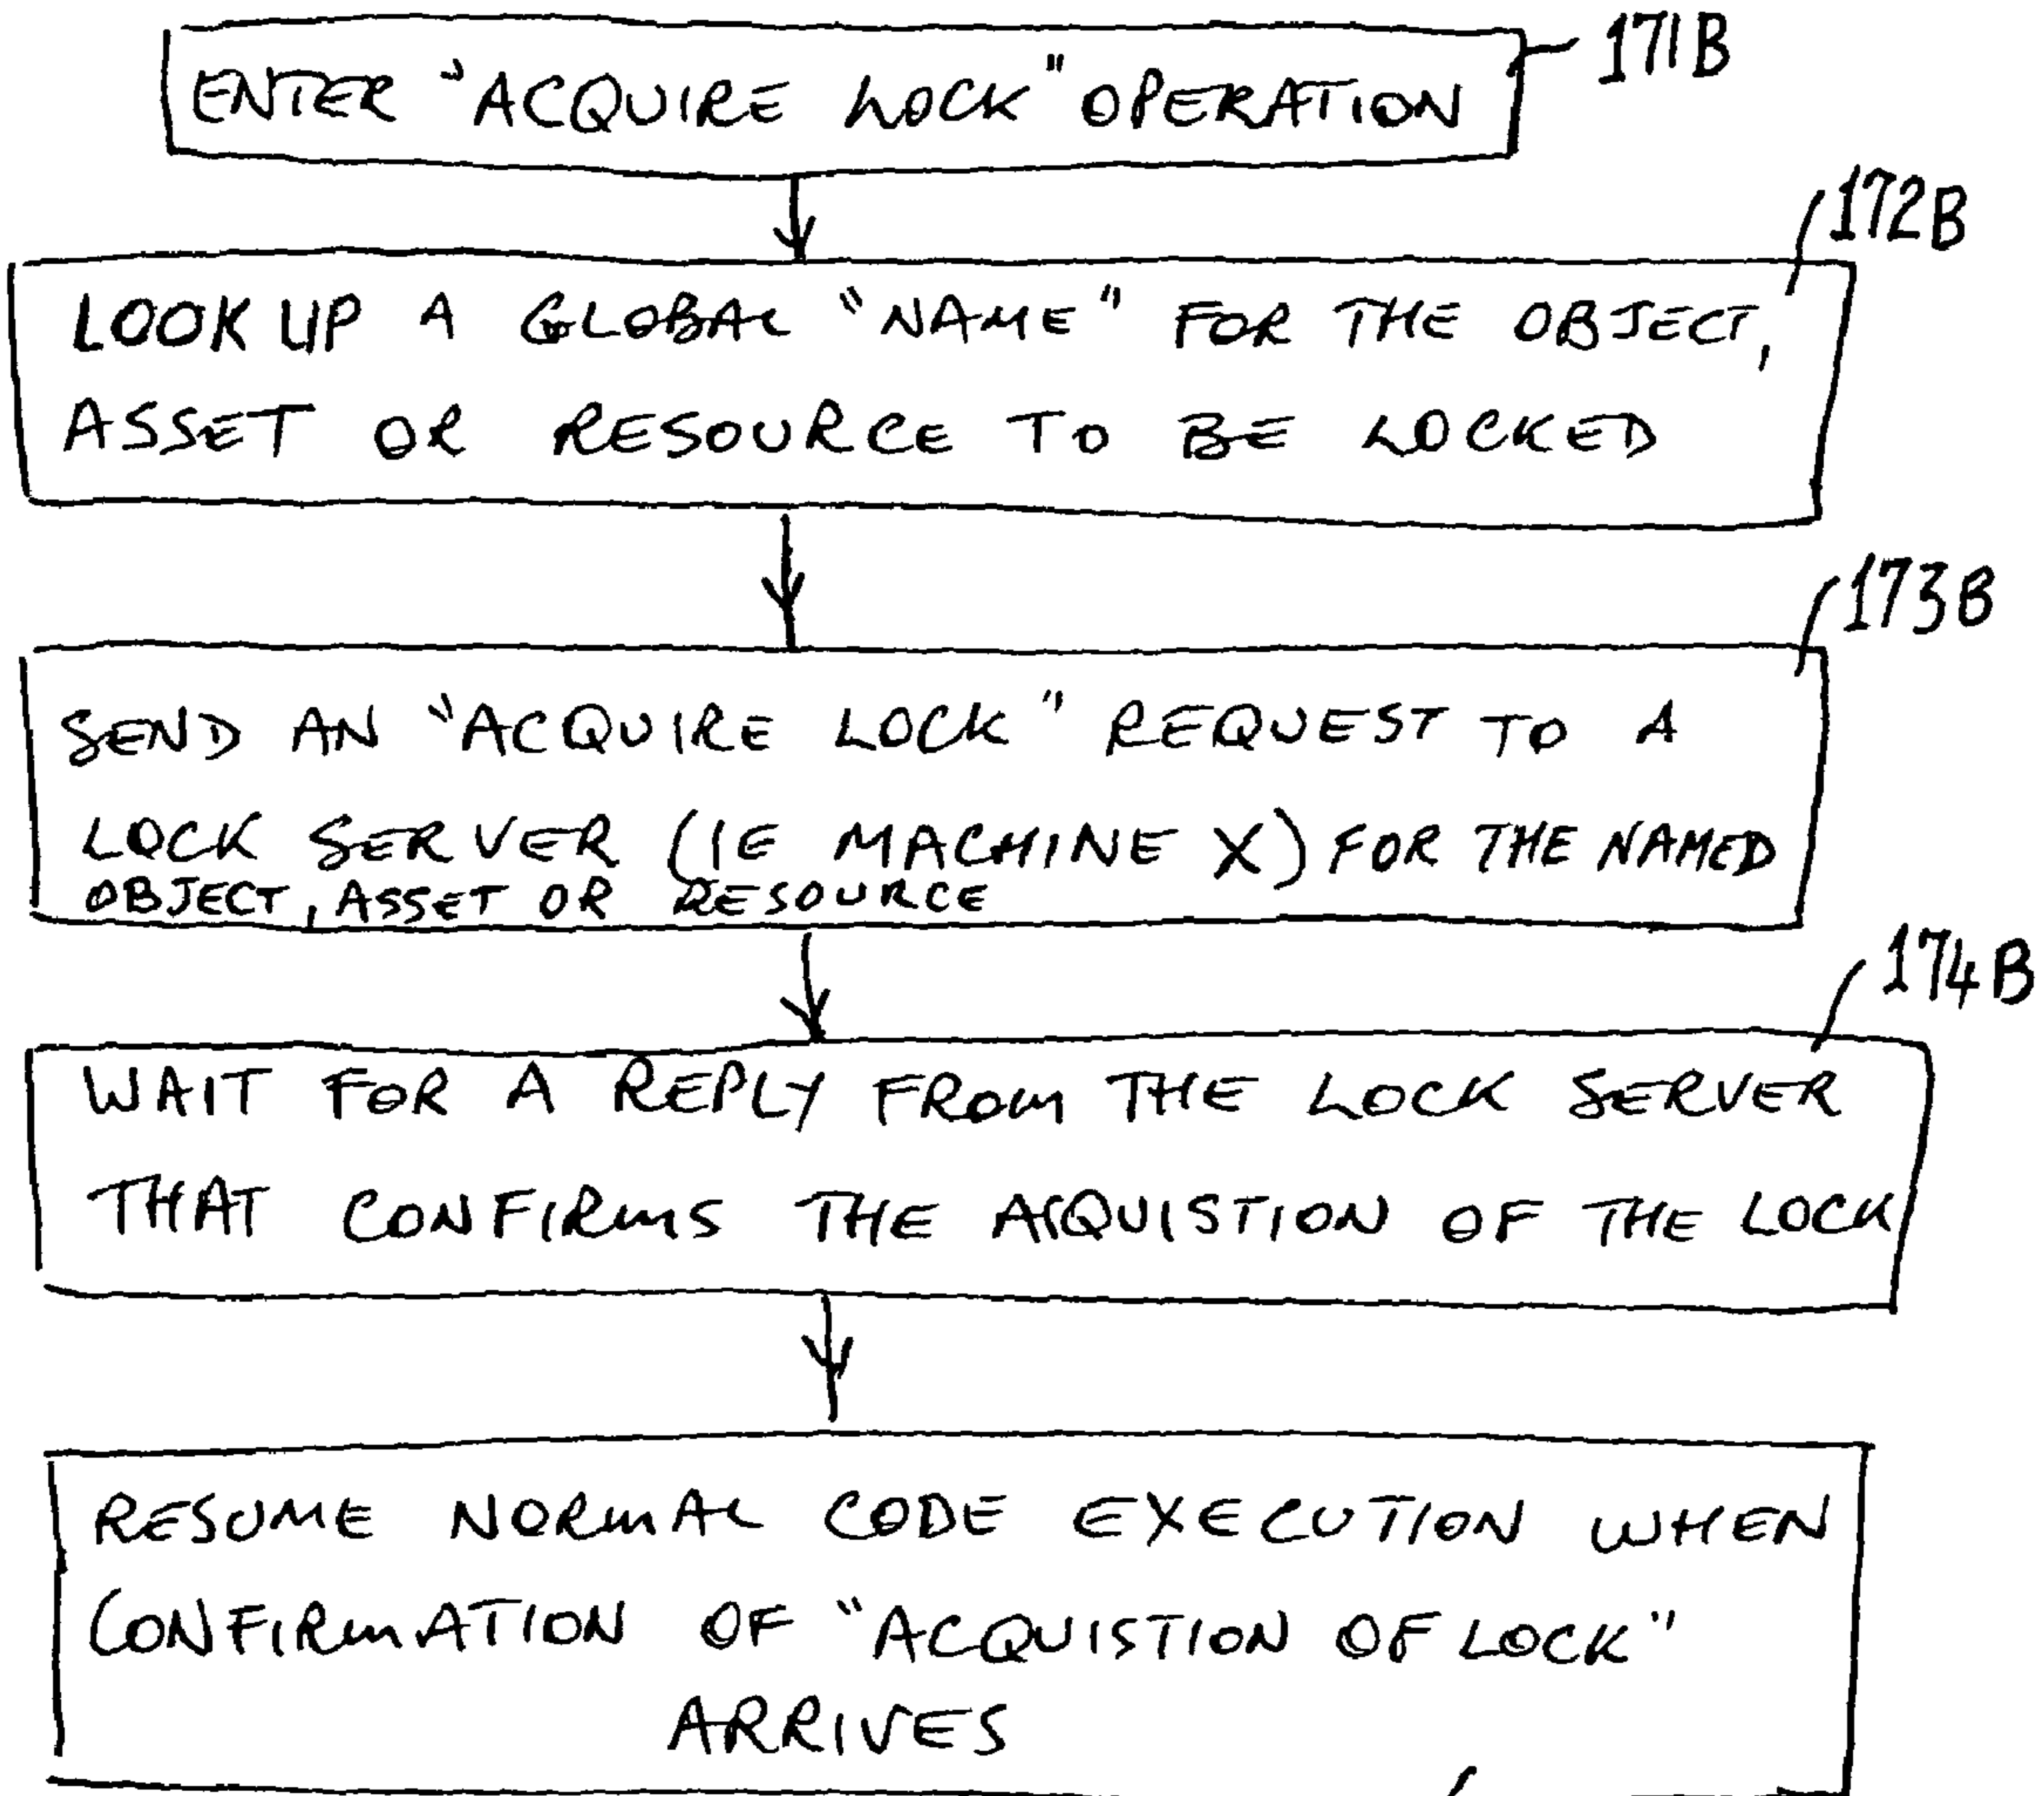 171B
ENTER "ACQUIRE LOCK" OPERATION
172B
LOOK UP A GLOBAL "NAME" FOR THE OBJECT,
ASSET OR RESOURCE TO BE LOCKED
173B
SEND AN "ACQUIRE LOCK" REQUEST TO A
LOCK SERVER (IE MACHINE X) FOR THE NAMED
OBJECT, ASSET OR RESOURCE
174B
WAIT FOR A REPLY FROM THE LOCK SERVER
THAT CONFIRMS THE ACQUISTION OF THE LOCK
RESUME NORMAL CODE EXECUTION WHEN
CONFIRMATION OF "ACQUISTION OF LOCK"
ARRIVES